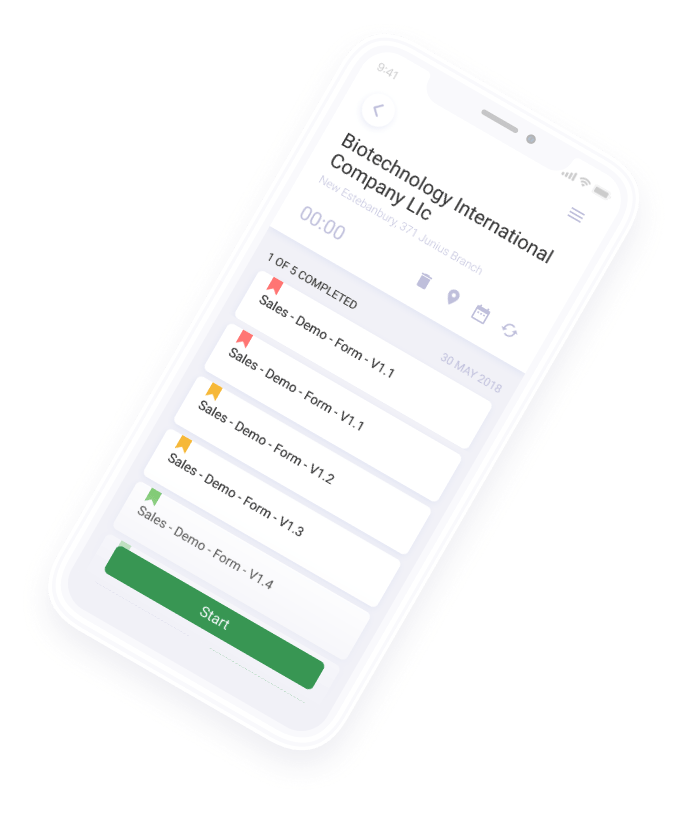 9:41
Biotechnology International
Company Llc
New Estebanbury, 371 Junius Branch
00:00
1 OF 5 COMPLETED
30 MAY 2018
Sales - Demo - Form - V1.1
Sales - Demo - Form - V1.1
Sales - Demo - Form - V1.2
Sales - Demo - Form - V1.3
Sales - Demo - Form - V1.4
Start